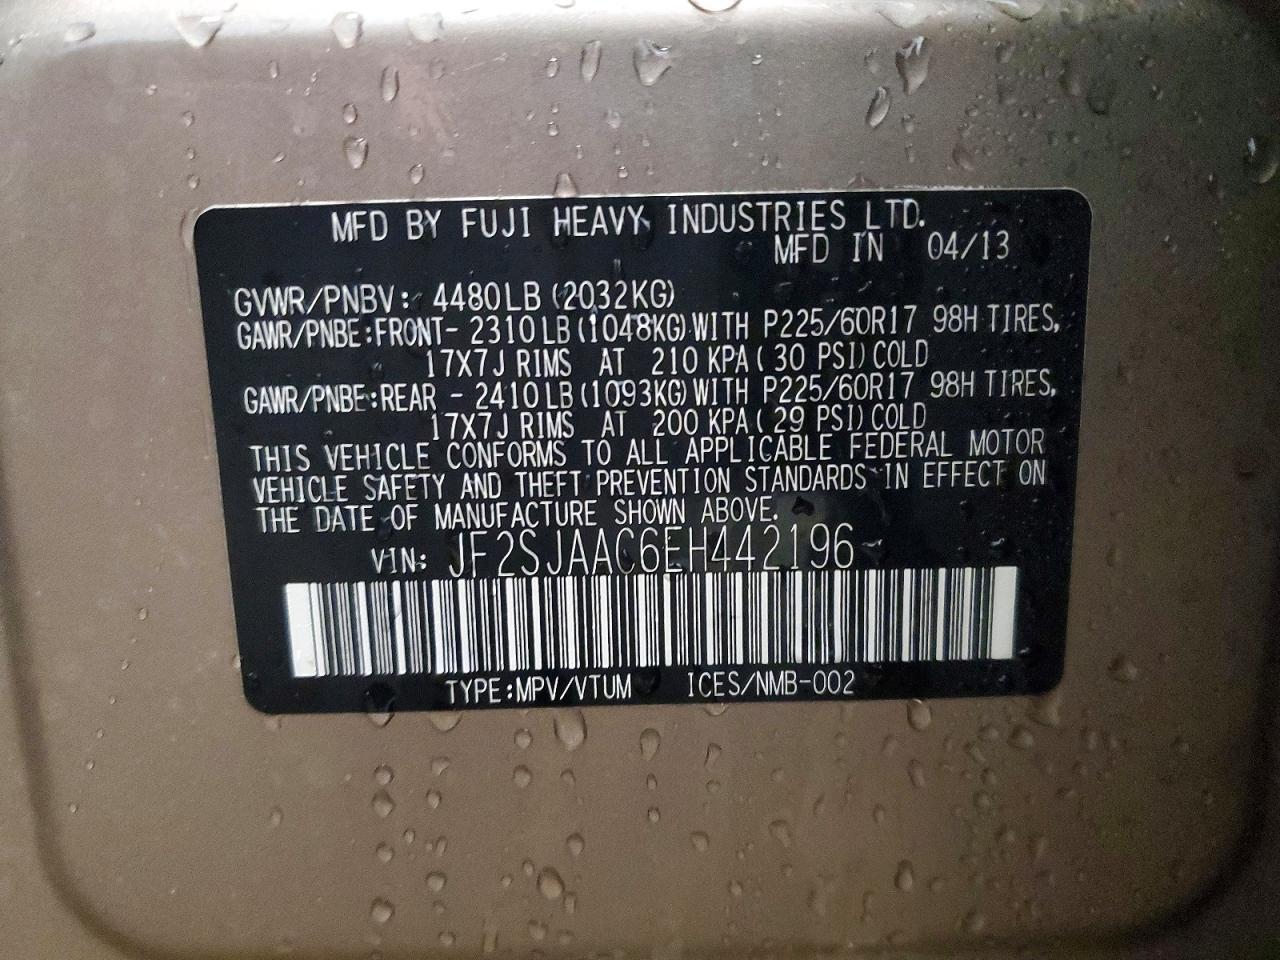 MFD BY FUJI HEAVY INDUSTRIES LTD.
MFD IN 04/13
GVWR/PNBV: 4480LB(2032KG)
GAWR/PNBE:FRONT- 2310LB(1048KG)WITH P225/60R17 98H TIRES,
17X7J RIMS AT 210 KPA(30 PSI)COLD
GAWR/PNBE:REAR - 2410LB(1093KG)WITH P225/60R17 98H TIRES,
17X7J RIMS AT 200 KPA(29 PSI)COLD
THIS VEHICLE CONFORMS TO ALL APPLICABLE FEDERAL MOTOR
VEHICLE SAFETY AND THEFT PREVENTION STANDARDS IN EFFECT ON
THE DATE OF MANUFACTURE SHOWN ABOVE.
VIN: JF2SJAAC6EH442196
TYPE:MPV/VTUM ICES/NMB-002